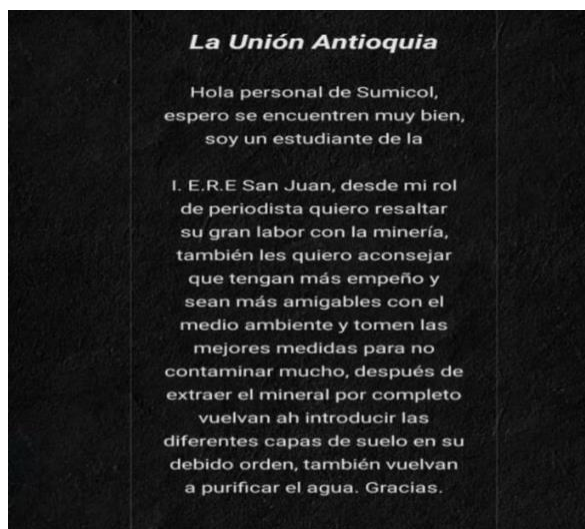 La Unión Antioquia
Hola personal de Sumicol,
espero se encuentren muy bien,
soy un estudiante de la
I. E.R.E San Juan, desde mi rol
de periodista quiero resaltar
su gran labor con la minería,
también les quiero aconsejar
que tengan más empeño y
sean más amigables con el
medio ambiente y tomen las
mejores medidas para no
contaminar mucho, después de
extraer el mineral por completo
vuelvan ah introducir las
diferentes capas de suelo en su
debido orden, también vuelvan
a purificar el agua. Gracias.